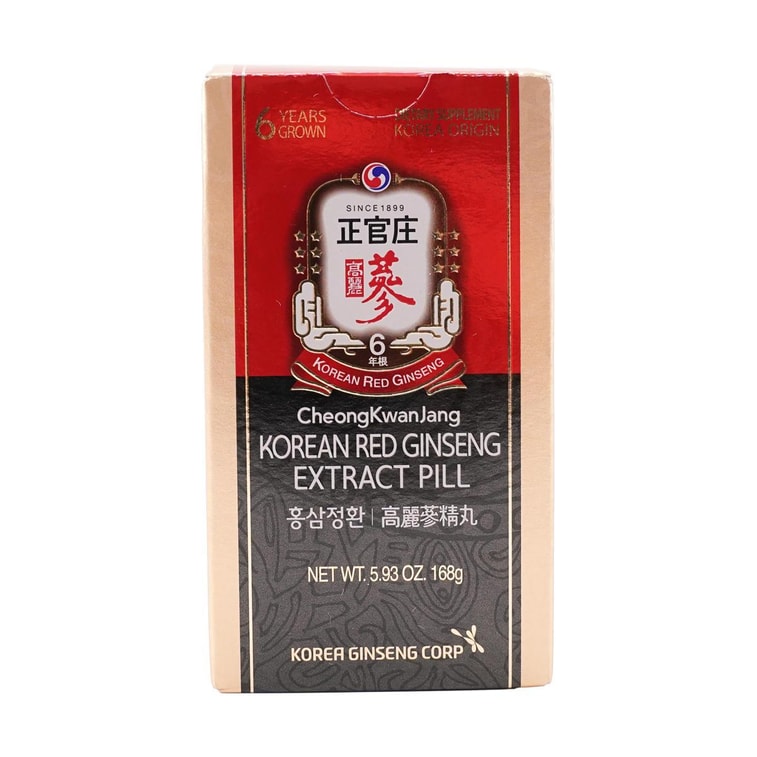 6 YEARS GROWN
DIETARY SUPPLEMENT
KOREA ORIGIN
SINCE 1899
正官庄
高麗
蔘
6
年根
KOREAN RED GINSENG
CheongKwanJang
KOREAN RED GINSENG
EXTRACT PILL
홍삼정환 | 高麗蔘精丸
NET WT. 5.93 OZ. 168g
KOREA GINSENG CORP